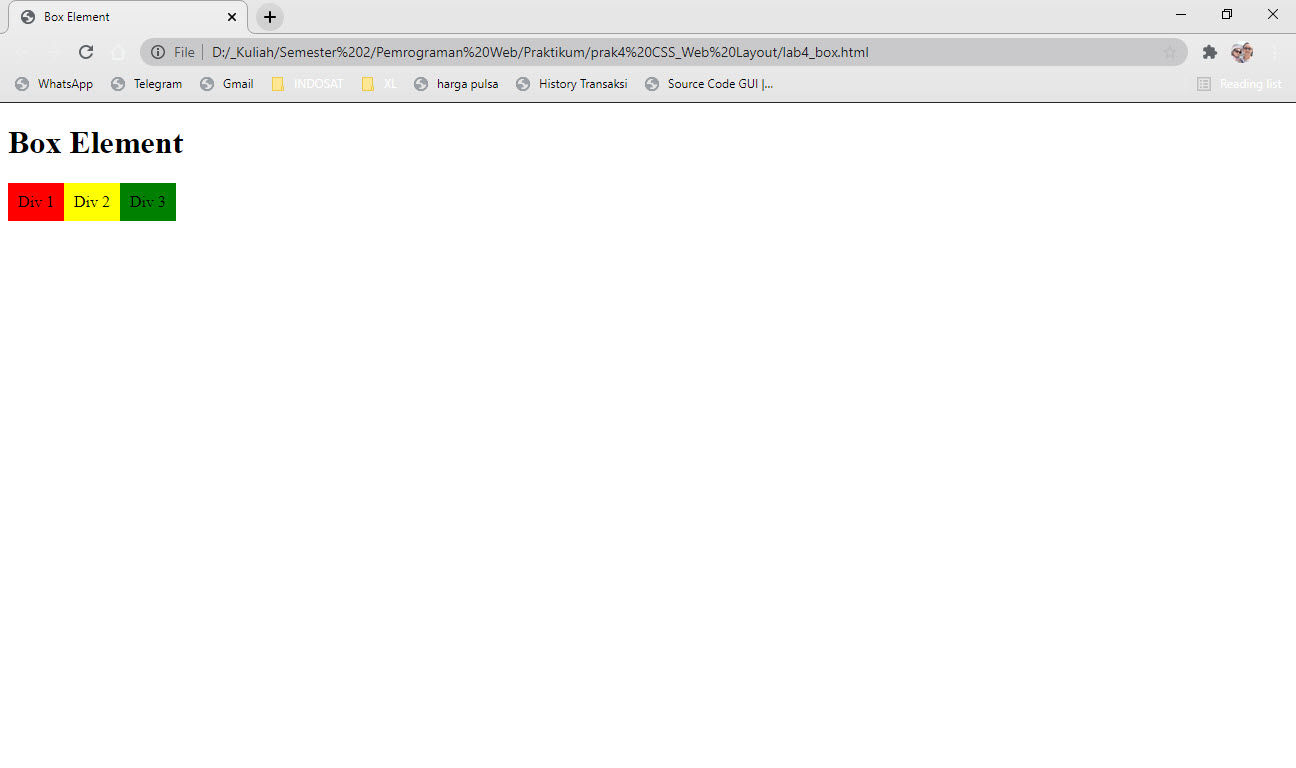 Box Element
File D:/_Kuliah/Semester%202/Pemrograman%20Web/Praktikum/prak4%20CSS_Web%20Layout/lab4_box.html
WhatsApp Telegram Gmail INDOSAT XL harga pulsa History Transaksi Source Code GUI |... Reading list
Box Element
Div 1 Div 2 Div 3